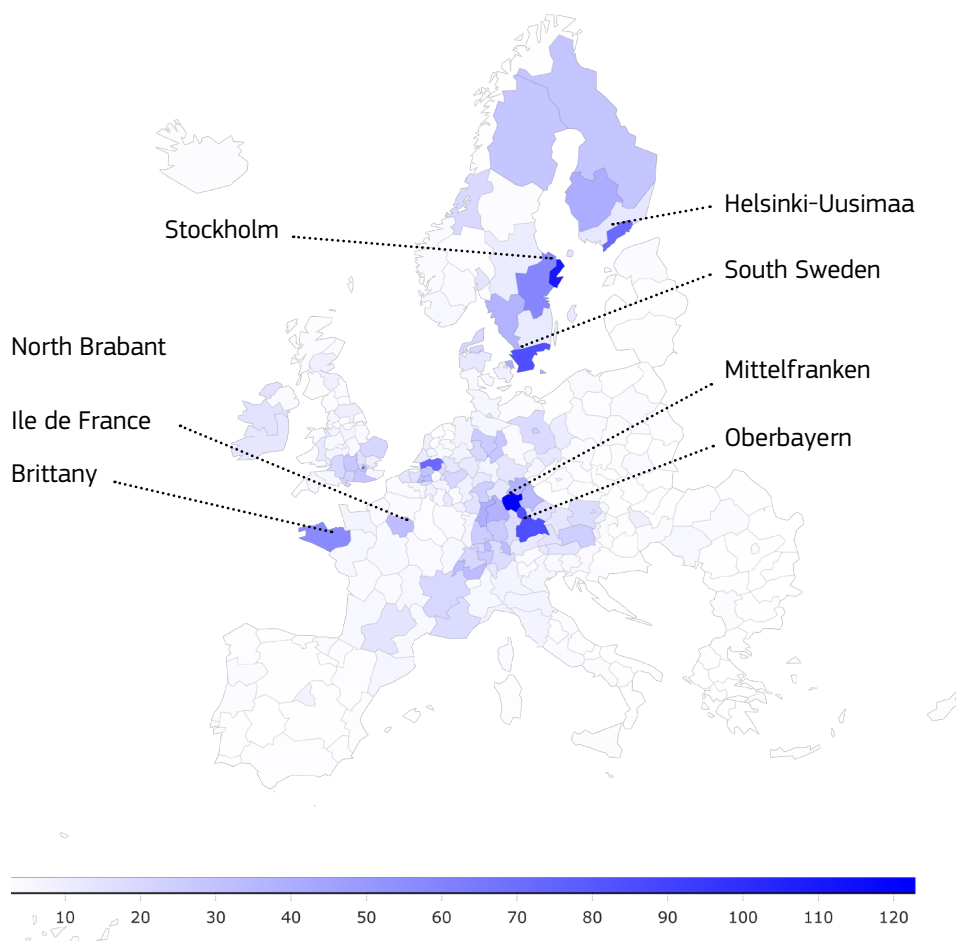 Helsinki-Uusimaa
Stockholm
South Sweden
North Brabant
Mittelfranken
Ile de France
Oberbayern
Brittany
10 20 30 40 50 60 70 80 90 100 110 120